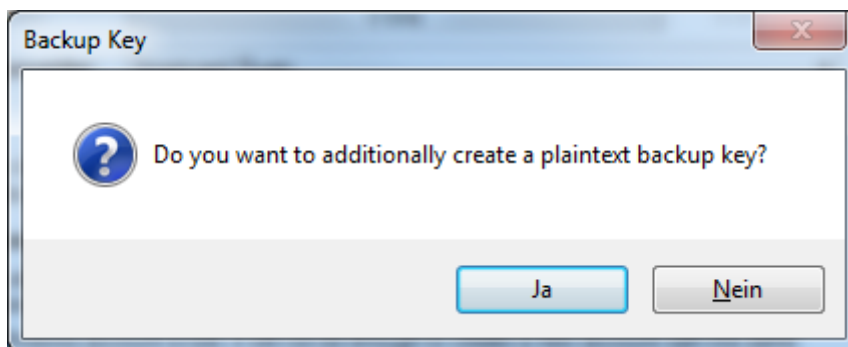 Backup Key
Do you want to additionally create a plaintext backup key?
Ja
Nein